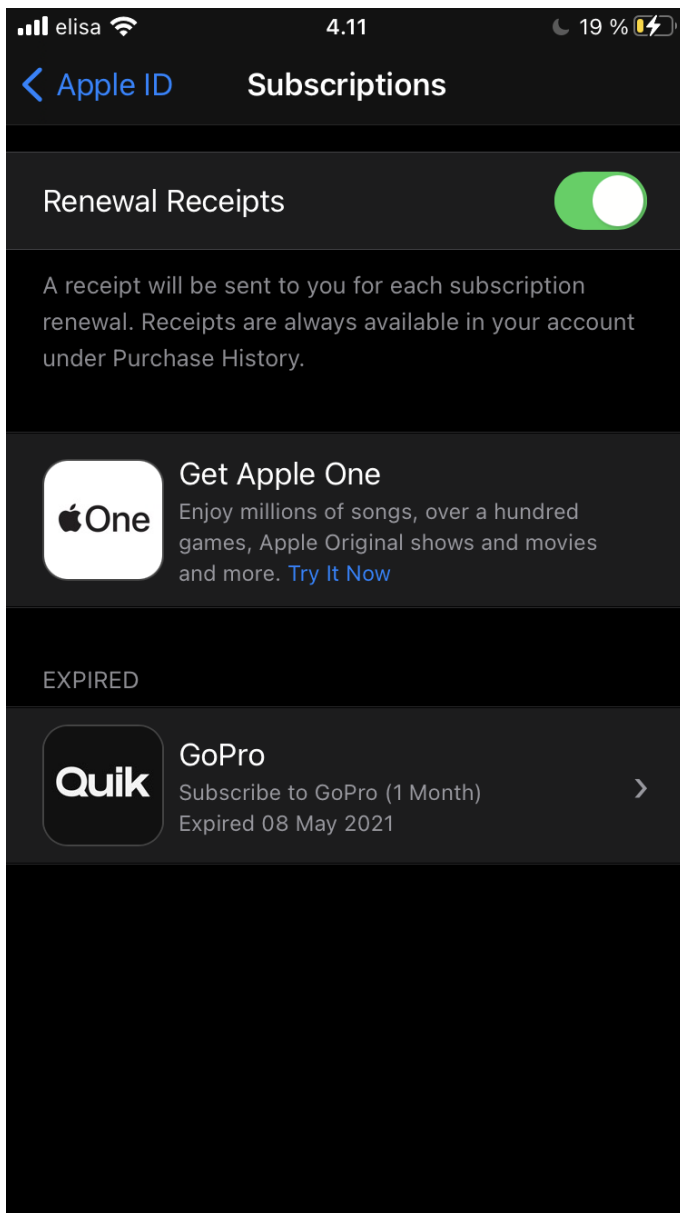 elisa 4.11 19 %
Apple ID Subscriptions
Renewal Receipts
A receipt will be sent to you for each subscription
renewal. Receipts are always available in your account
under Purchase History.
Get Apple One
One
Enjoy millions of songs, over a hundred
games, Apple Original shows and movies
and more. Try It Now
EXPIRED
Quik
GoPro
Subscribe to GoPro (1 Month)
Expired 08 May 2021